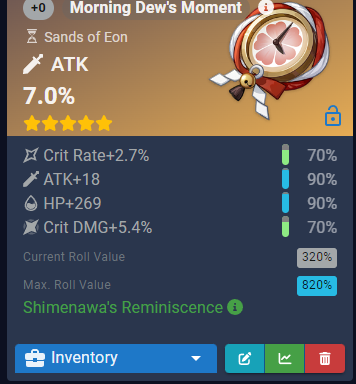 +0 Morning Dew's Moment
Sands of Eon
ATK
7.0%
Crit Rate+2.7% 70%
ATK+18 90%
HP+269 90%
Crit DMG+5.4% 70%
Current Roll Value 320%
Max. Roll Value 820%
Shimenawa's Reminiscence
Inventory